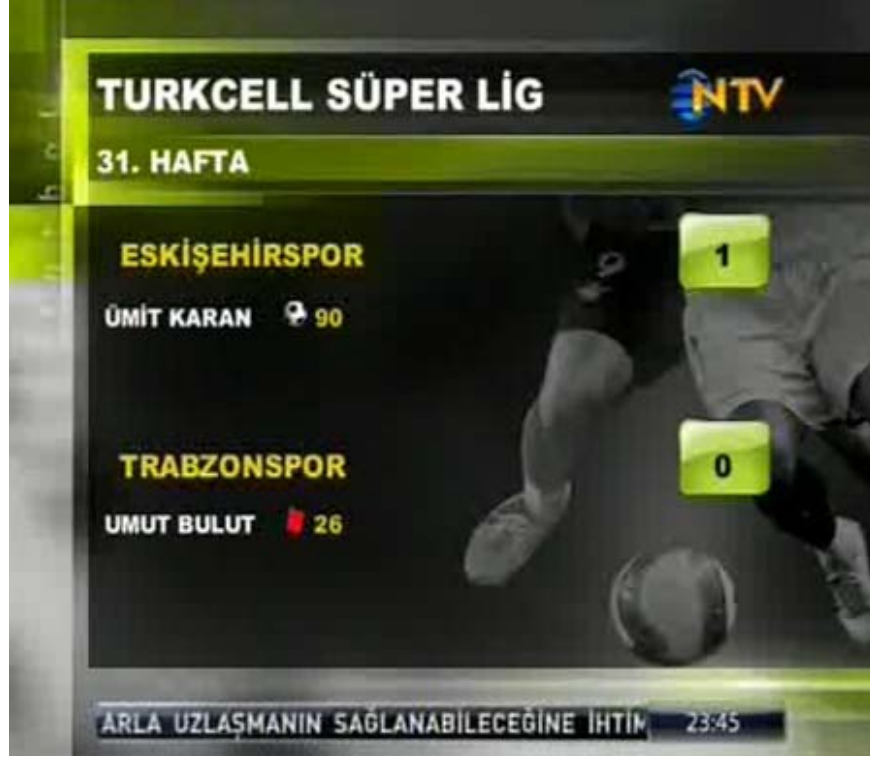 TURKCELL SÜPER LİG
NTV
31. HAFTA
ESKİŞEHİRSPOR
1
ÜMİT KARAN 90
TRABZONSPOR
0
UMUT BULUT 26
ARLA UZLAŞMANIN SAĞLANABİLECEĞİNE İHTİM
23:45